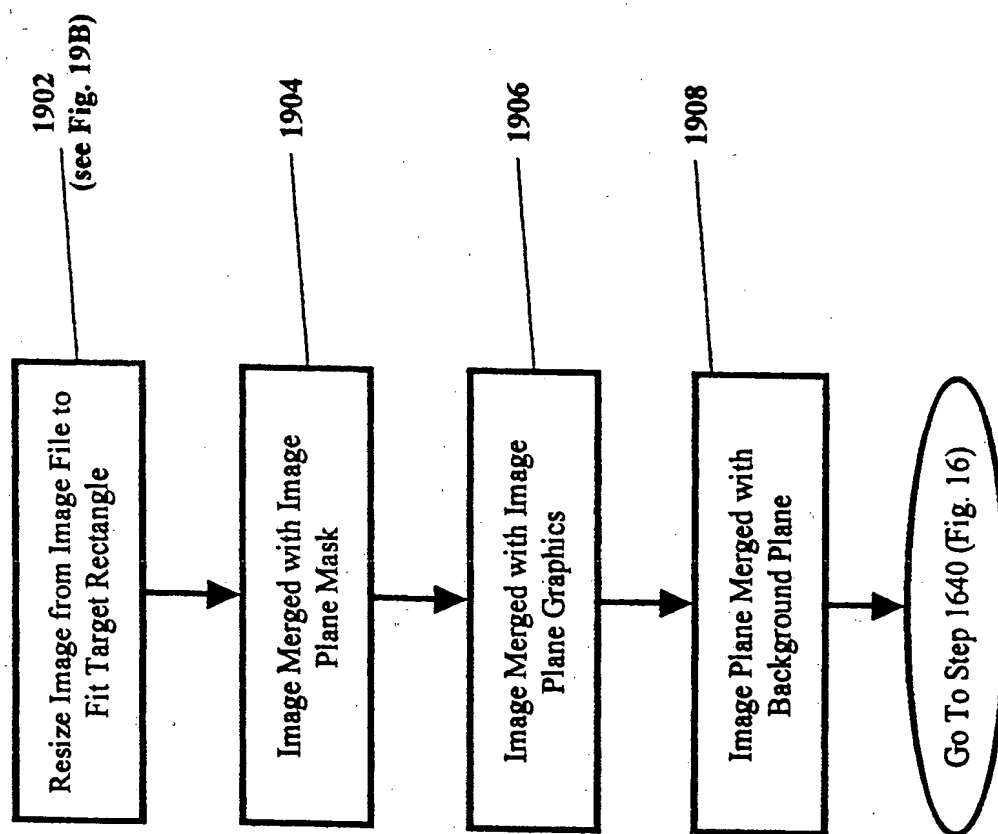 Resize Image from Image File to
Fit Target Rectangle
1902
(see Fig. 19B)
Image Merged with Image
Plane Mask
1904
Image Merged with Image
Plane Graphics
1906
Image Plane Merged with
Background Plane
1908
Go To Step 1640 (Fig. 16)